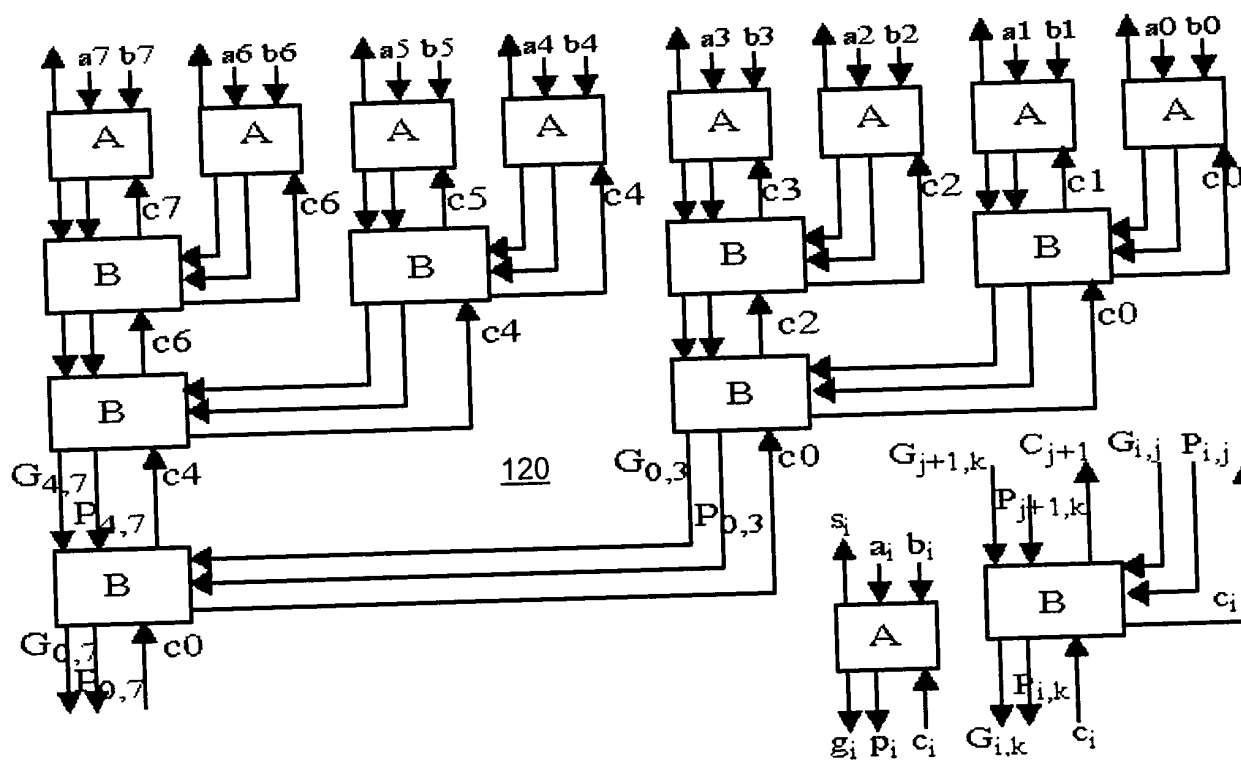 a7 b7 a6 b6 a5 b5 a4 b4 a3 b3 a2 b2 a1 b1 a0 b0
A A A A A A A A
c7 c6 c5 c4 c3 c2 c1 c0
B B B B
c6 c4 c2 c0
B B
G4,7 P4,7 c4 120 G0,3 P0,3 c0
B
G0,7 P0,7 c0
si ai bi
A
gi pi ci
Gj+1,k Cj+1 Gi,j Pi,j
Pj+1,k
B
ci
Pi,k
Gi,k ci